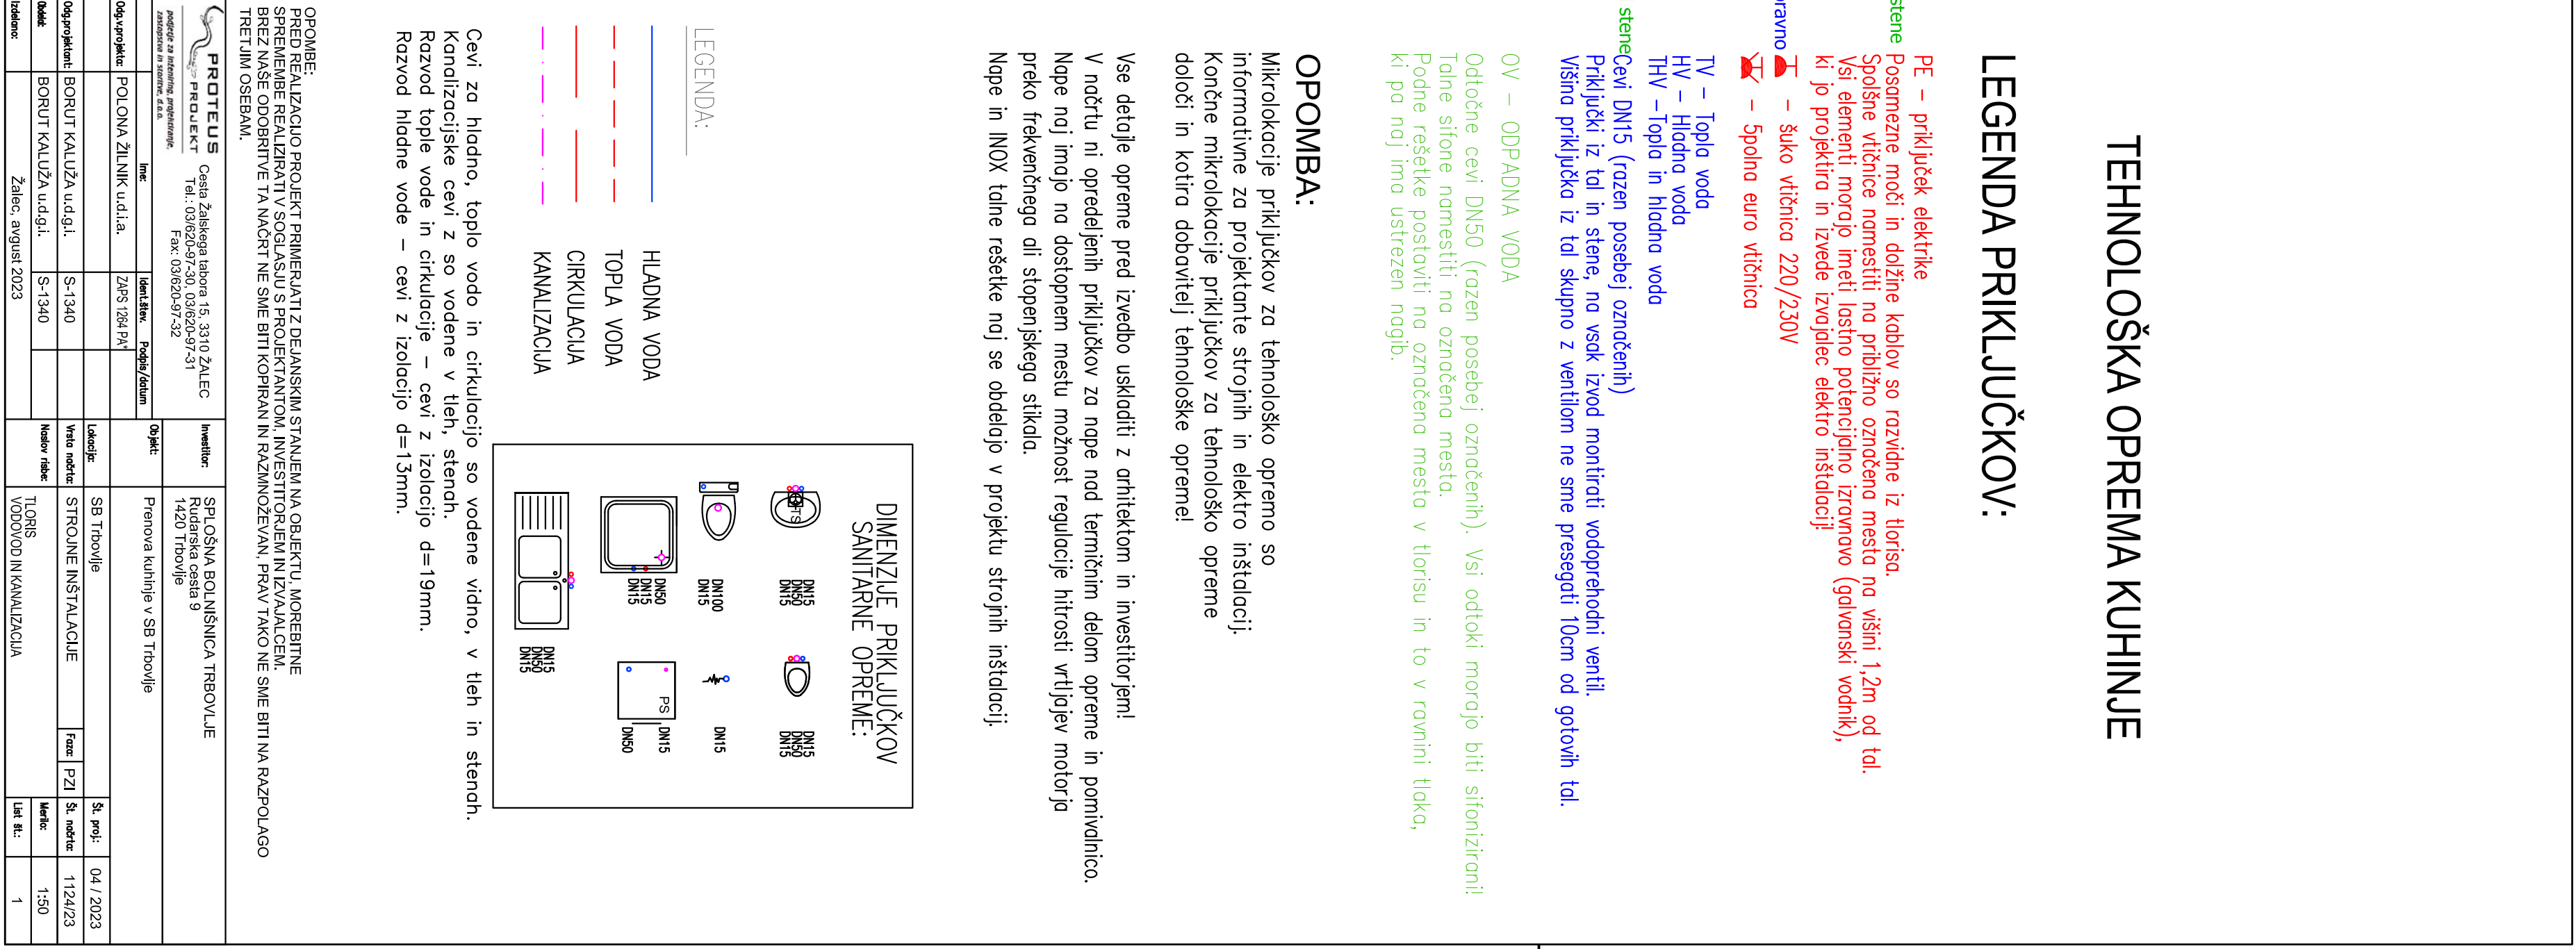 TEHNOLOŠKA OPREMA KUHINJE
LEGENDA PRIKLJUČKOV:
PE – priključek elektrike
stene
Posamezne moči in dolžine kablov so razvidne iz tlorisa.
Spološne vtičnice namestiti na približno označena mesta na višini 1,2m od tal.
Vsi elementi morajo imeti lastno potencijalno izravnavo (galvanski vodnik),
ki jo projektira in izvede izvajalec elektro inštalacij!
ravno
– šuko vtičnica 220/230V
– 5polna euro vtičnica
TV – Topla voda
HV – Hladna voda
THV –Topla in hladna voda
stene
Cevi DN15 (razen posebej označenih)
Priključki iz tal in stene, na vsak izvod montirati vodoprehodni ventil.
Višina priključka iz tal skupno z ventilom ne sme presegati 10cm od gotovih tal.
OV – ODPADNA VODA
Odtočne cevi DN50 (razen posebej označenih). Vsi odtoki morajo biti sifonizirani!
Talne sifone namestiti na označena mesta.
Podne rešetke postaviti na označena mesta v tlorisu in to v ravnini tlaka,
ki pa naj ima ustrezen nagib.
OPOMBA:
Mikrolokacije priključkov za tehnološko opremo so
informativne za projektante strojnih in elektro inštalacij.
Končne mikrolokacije priključkov za tehnološko opreme
določi in kotira dobavitelj tehnološke opreme!
Vse detajle opreme pred izvedbo uskladiti z arhitektom in investitorjem!
V načrtu ni opredeljenih priključkov za nape nad termičnim delom opreme in pomivalnico.
Nape naj imajo na dostopnem mestu možnost regulacije hitrosti vrtljajev motorja
preko frekvenčnega ali stopenjskega stikala.
Nape in INOX talne rešetke naj se obdelajo v projektu strojnih inštalacij.
DIMENZIJE PRIKLJUČKOV
SANITARNE OPREME:
TS
DN15
DN50
DN15
DN15
DN50
DN15
DN100
DN15
DN15
DN50
DN15
DN15
PS
DN15
DN50
DN15
DN50
DN15
LEGENDA:
HLADNA VODA
TOPLA VODA
CIRKULACIJA
KANALIZACIJA
Cevi za hladno, toplo vodo in cirkulacijo so vodene vidno, v tleh in stenah.
Kanalizacijske cevi z so vodene v tleh, stenah.
Razvod tople vode in cirkulacije – cevi z izolacijo d=19mm.
Razvod hladne vode – cevi z izolacijo d=13mm.
OPOMBE:
PRED REALIZACIJO PROJEKT PRIMERJATI Z DEJANSKIM STANJEM NA OBJEKTU, MOREBITNE
SPREMEMBE REALIZIRATI V SOGLASJU S PROJEKTANTOM, INVESTITORJEM IN IZVAJALCEM.
BREZ NAŠE ODOBRITVE TA NAČRT NE SME BITI KOPIRAN IN RAZMNOŽEVAN, PRAV TAKO NE SME BITI NA RAZPOLAGO
TRETJIM OSEBAM.
PROTEUS
PROJEKT
podjetje za inženiring, projektiranje,
zastopstva in storitve, d.o.o.
Cesta Žalskega tabora 15, 3310 ŽALEC
Tel.: 03/620-97-30, 03/620-97-31
Fax: 03/620-97-32
Investitor:
SPLOŠNA BOLNIŠNICA TRBOVLJE
Rudarska cesta 9
1420 Trbovlje
Ime:
Ident.štev.
Podpis/datum
Objekt:
Prenova kuhinje v SB Trbovlje
Odg.v.projekta:
POLONA ŽILNIK u.d.i.a.
ZAPS 1264 PA*
Lokacija:
SB Trbovlje
Št. proj.:
04 / 2023
Odg.projektant:
BORUT KALUŽA u.d.g.i.
S-1340
Vrsta načrta:
STROJNE INŠTALACIJE
Faza:
PZI
Št. načrta:
1124/23
Obdelal:
BORUT KALUŽA u.d.g.i.
S-1340
Naslov risbe:
TLORIS
VODOVOD IN KANALIZACIJA
Merilo:
1:50
Izdelano:
Žalec, avgust 2023
List št.:
1